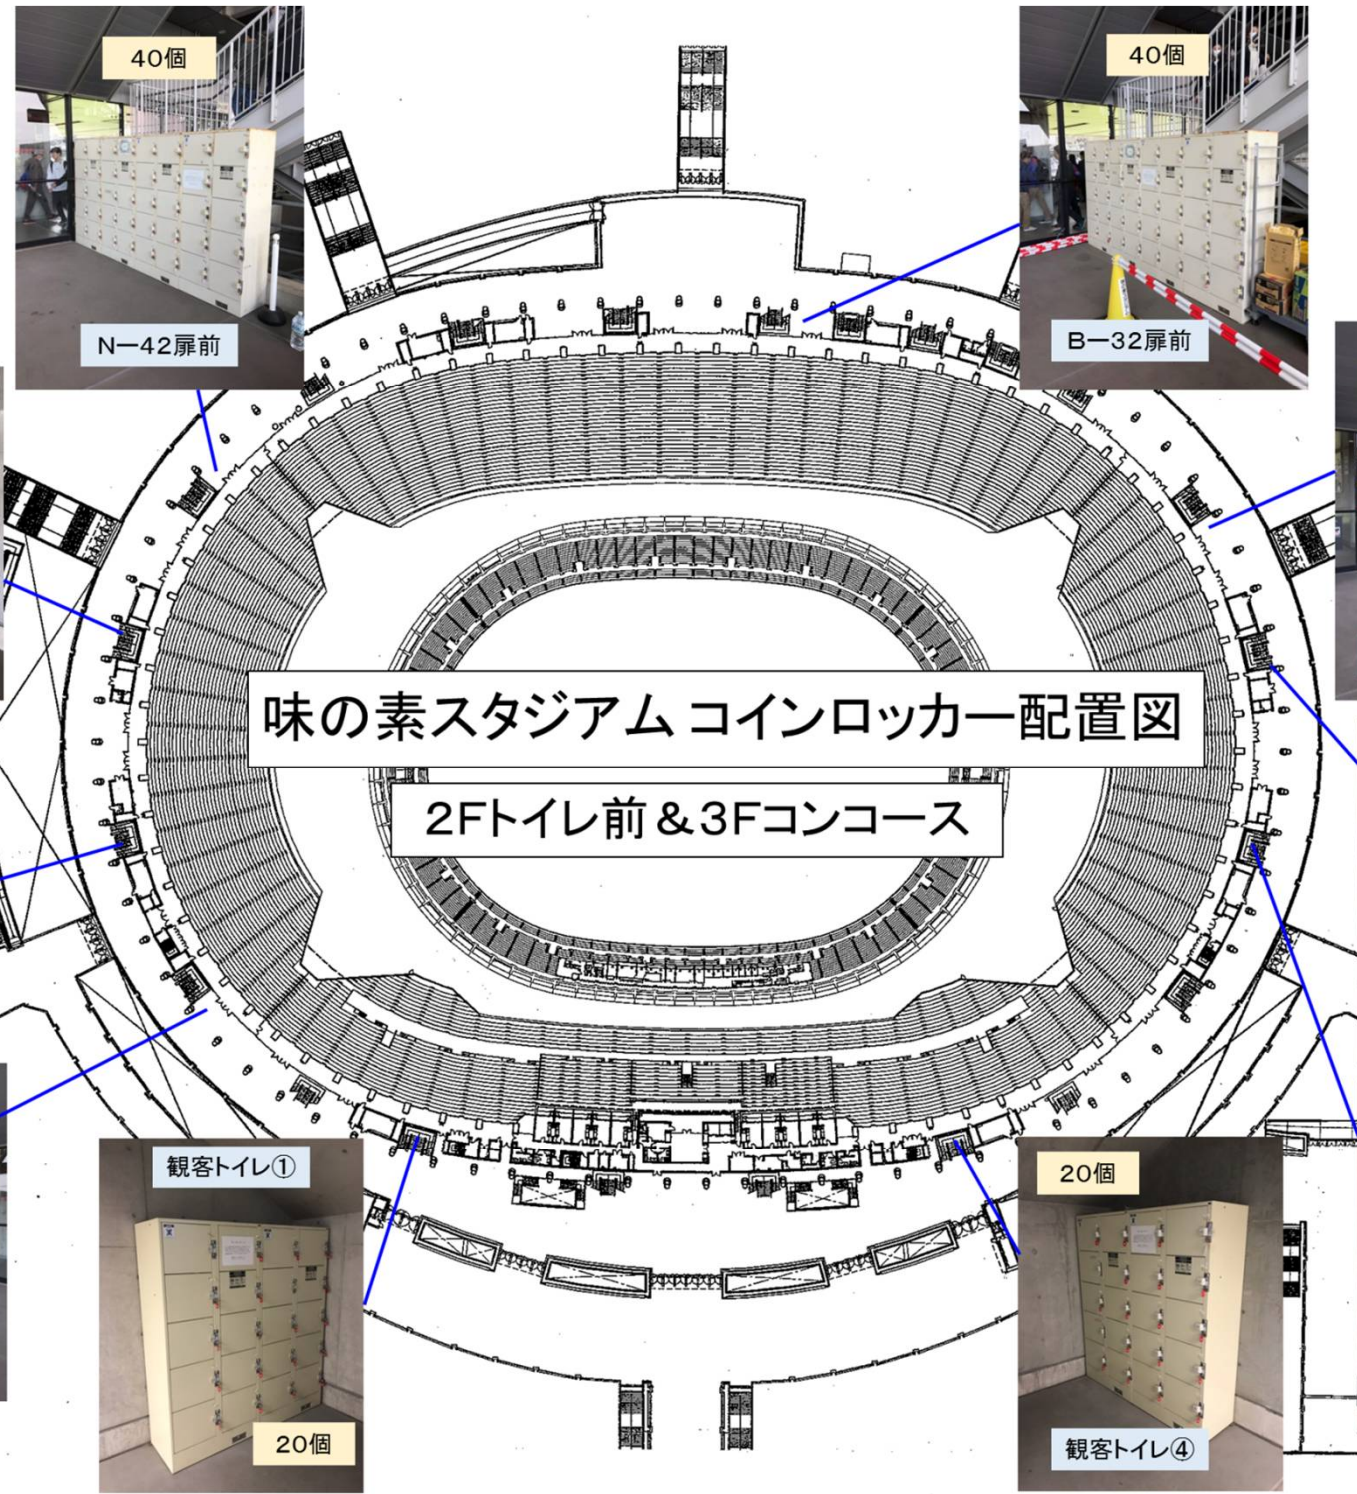 40個
N－42扉前
40個
B－32扉前
味の素スタジアム コインロッカー配置図
2Fトイレ前＆3Fコンコース
観客トイレ①
20個
20個
観客トイレ④